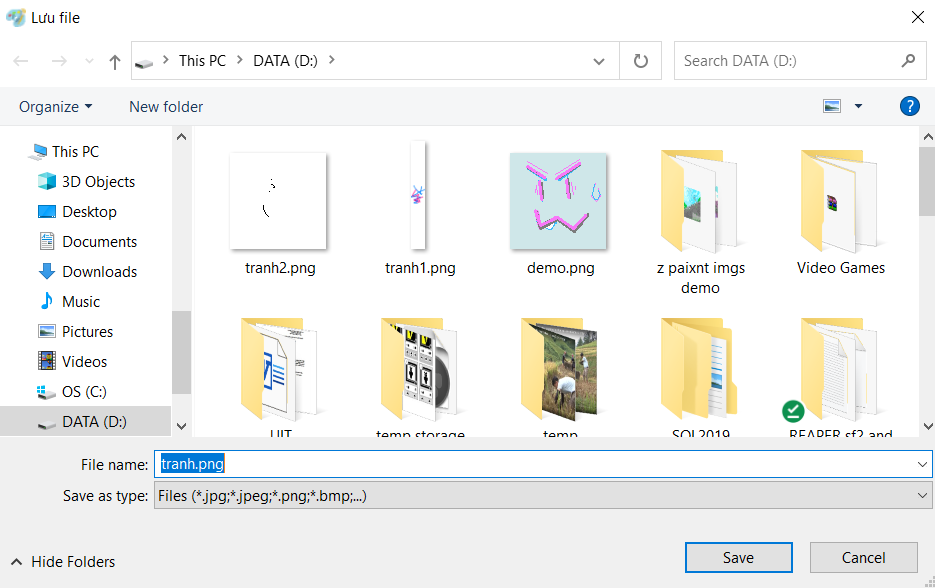 Lưu file
This PC
DATA (D:)
Search DATA (D:)
Organize
New folder
This PC
3D Objects
Desktop
Documents
Downloads
Music
Pictures
Videos
OS (C:)
DATA (D:)
tranh2.png
tranh1.png
demo.png
z paixnt imgs
demo
Video Games
UIT
temp storage
temp
SQL2019
REAPER sf2 and
File name:
tranh.png
Save as type:
Files (*.jpg;*.jpeg;*.png;*.bmp;...)
Hide Folders
Save
Cancel